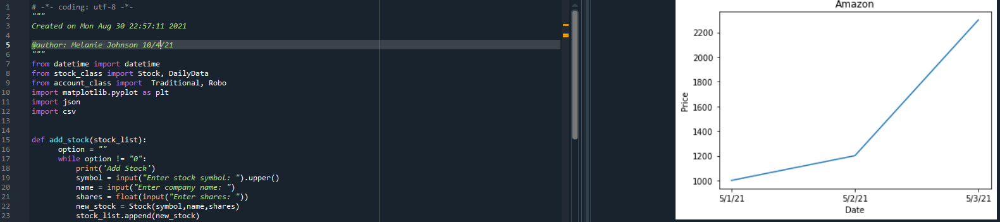 1 # -*- coding: utf-8 -*-
2 """
3 Created on Mon Aug 30 22:57:11 2021
4
5 @author: Melanie Johnson 10/4/21
6 """
7 from datetime import datetime
8 from stock_class import Stock, DailyData
9 from account_class import  Traditional, Robo
10 import matplotlib.pyplot as plt
11 import json
12 import csv
13
14
15 def add_stock(stock_list):
16 option = ""
17 while option != "0":
18 print('Add Stock')
19 symbol = input("Enter stock symbol: ").upper()
20 name = input("Enter company name: ")
21 shares = float(input("Enter shares: "))
22 new_stock = Stock(symbol,name,shares)
23 stock_list.append(new_stock)
Amazon
Price
2200
2000
1800
1600
1400
1200
1000
5/1/21 5/2/21 5/3/21
Date